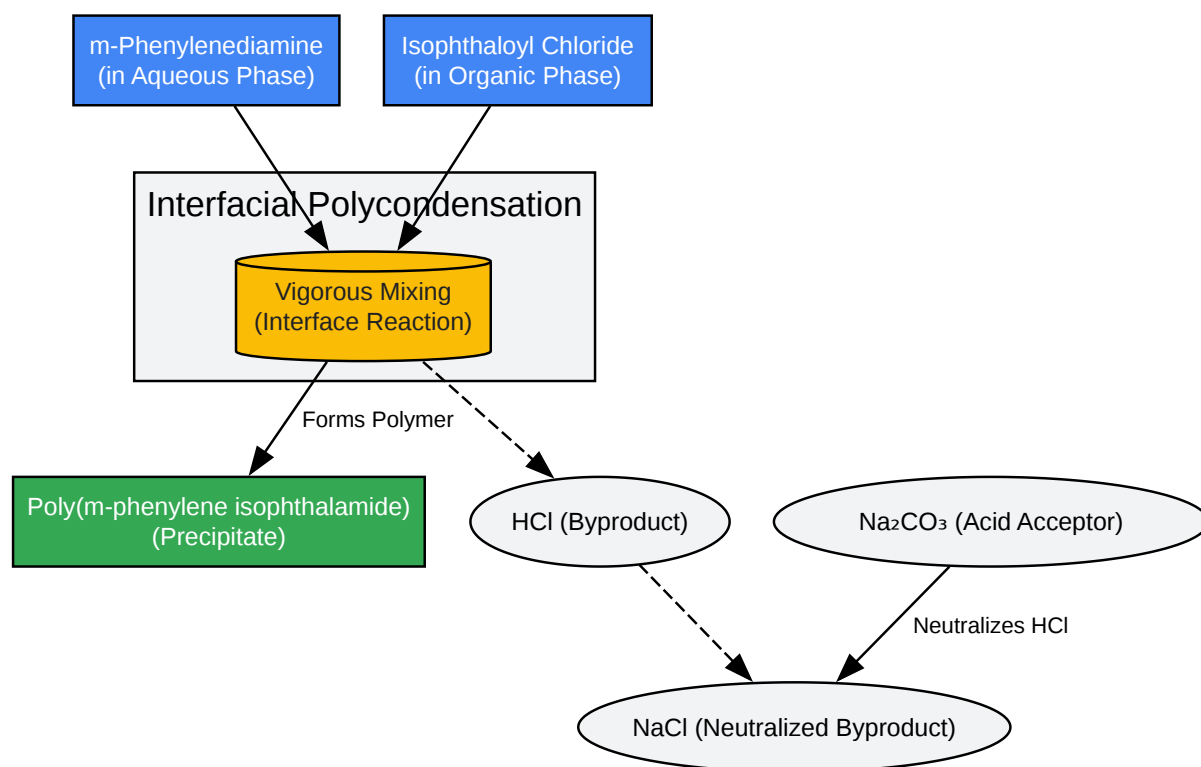 m-Phenylenediamine
(in Aqueous Phase)
Isophthaloyl Chloride
(in Organic Phase)
Interfacial Polycondensation
Vigorous Mixing
(Interface Reaction)
Forms Polymer
Poly(m-phenylene isophthalamide)
(Precipitate)
HCl (Byproduct)
Na₂CO₃ (Acid Acceptor)
Neutralizes HCl
NaCl (Neutralized Byproduct)